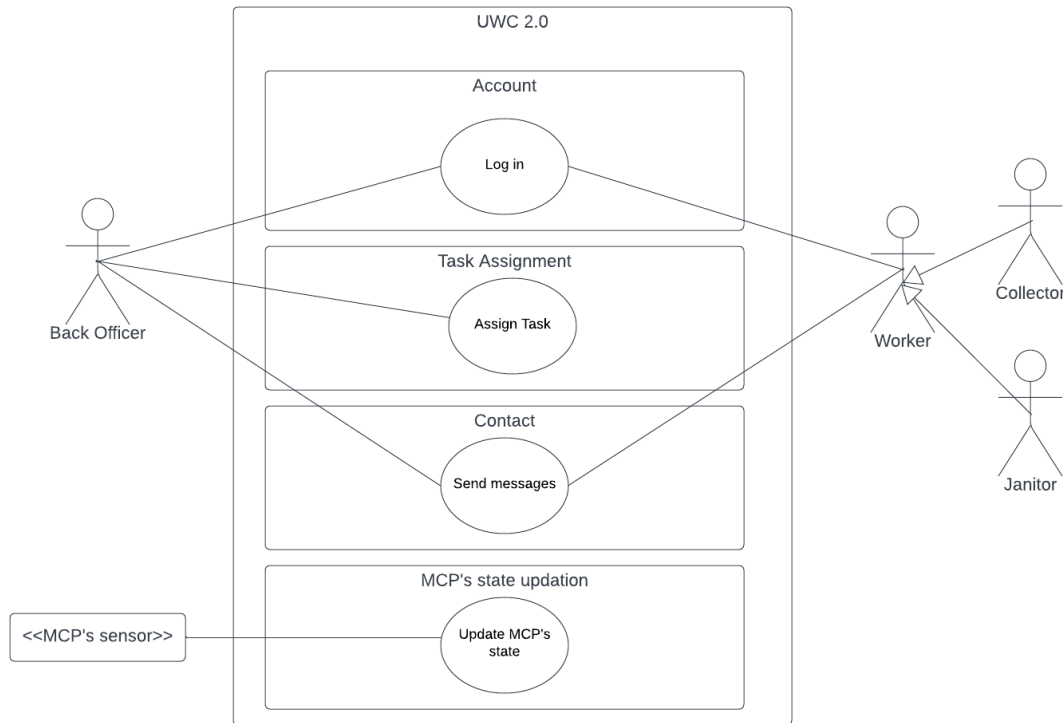 UWC 2.0
Account
Log in
Task Assignment
Assign Task
Back Officer
Worker
Collector
Contact
Send messages
Janitor
MCP's state updation
<<MCP's sensor>>
Update MCP's
state